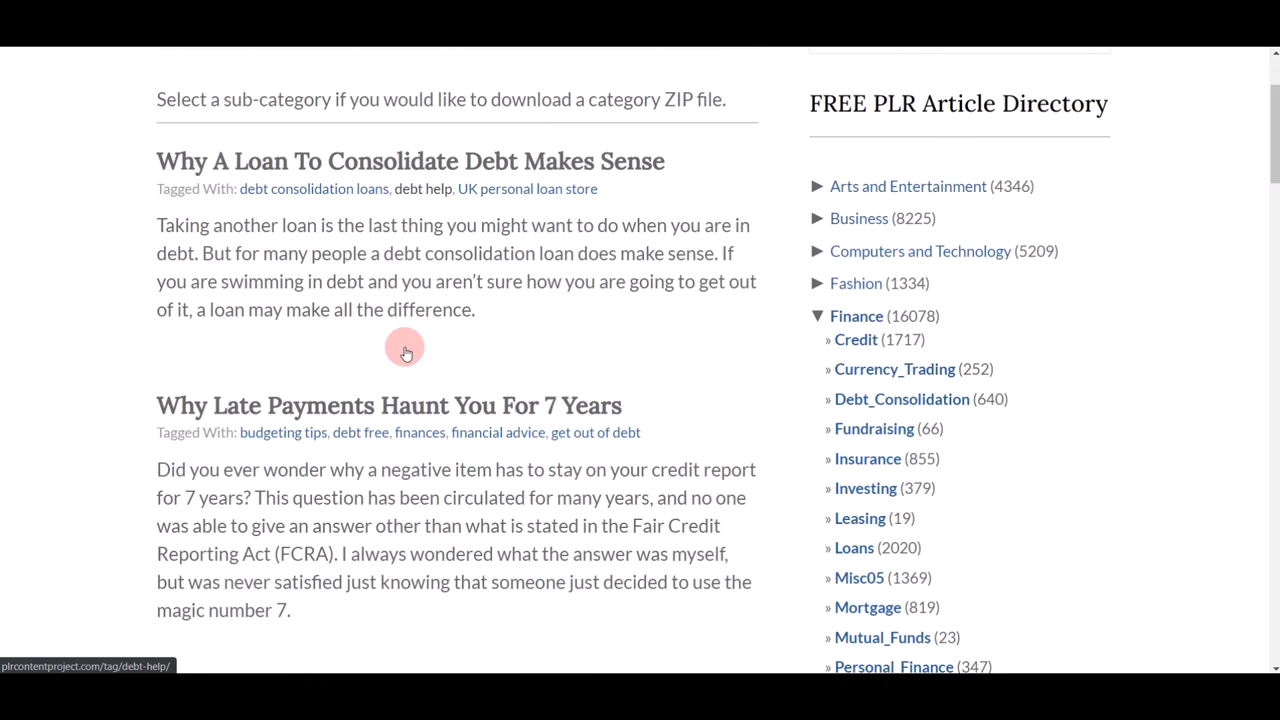 Select a sub-category if you would like to download a category ZIP file.
Why A Loan To Consolidate Debt Makes Sense
Tagged With: debt consolidation loans, debt help, UK personal loan store
Taking another loan is the last thing you might want to do when you are in
debt. But for many people a debt consolidation loan does make sense. If
you are swimming in debt and you aren’t sure how you are going to get out
of it, a loan may make all the difference.
Why Late Payments Haunt You For 7 Years
Tagged With: budgeting tips, debt free, finances, financial advice, get out of debt
Did you ever wonder why a negative item has to stay on your credit report
for 7 years? This question has been circulated for many years, and no one
was able to give an answer other than what is stated in the Fair Credit
Reporting Act (FCRA). I always wondered what the answer was myself,
but was never satisfied just knowing that someone just decided to use the
magic number 7.
FREE PLR Article Directory
► Arts and Entertainment (4346)
► Business (8225)
► Computers and Technology (5209)
► Fashion (1334)
▼ Finance (16078)
» Credit (1717)
» Currency_Trading (252)
» Debt_Consolidation (640)
» Fundraising (66)
» Insurance (855)
» Investing (379)
» Leasing (19)
» Loans (2020)
» Misc05 (1369)
» Mortgage (819)
» Mutual_Funds (23)
» Personal_Finance (347)
plrcontentproject.com/tag/debt-help/